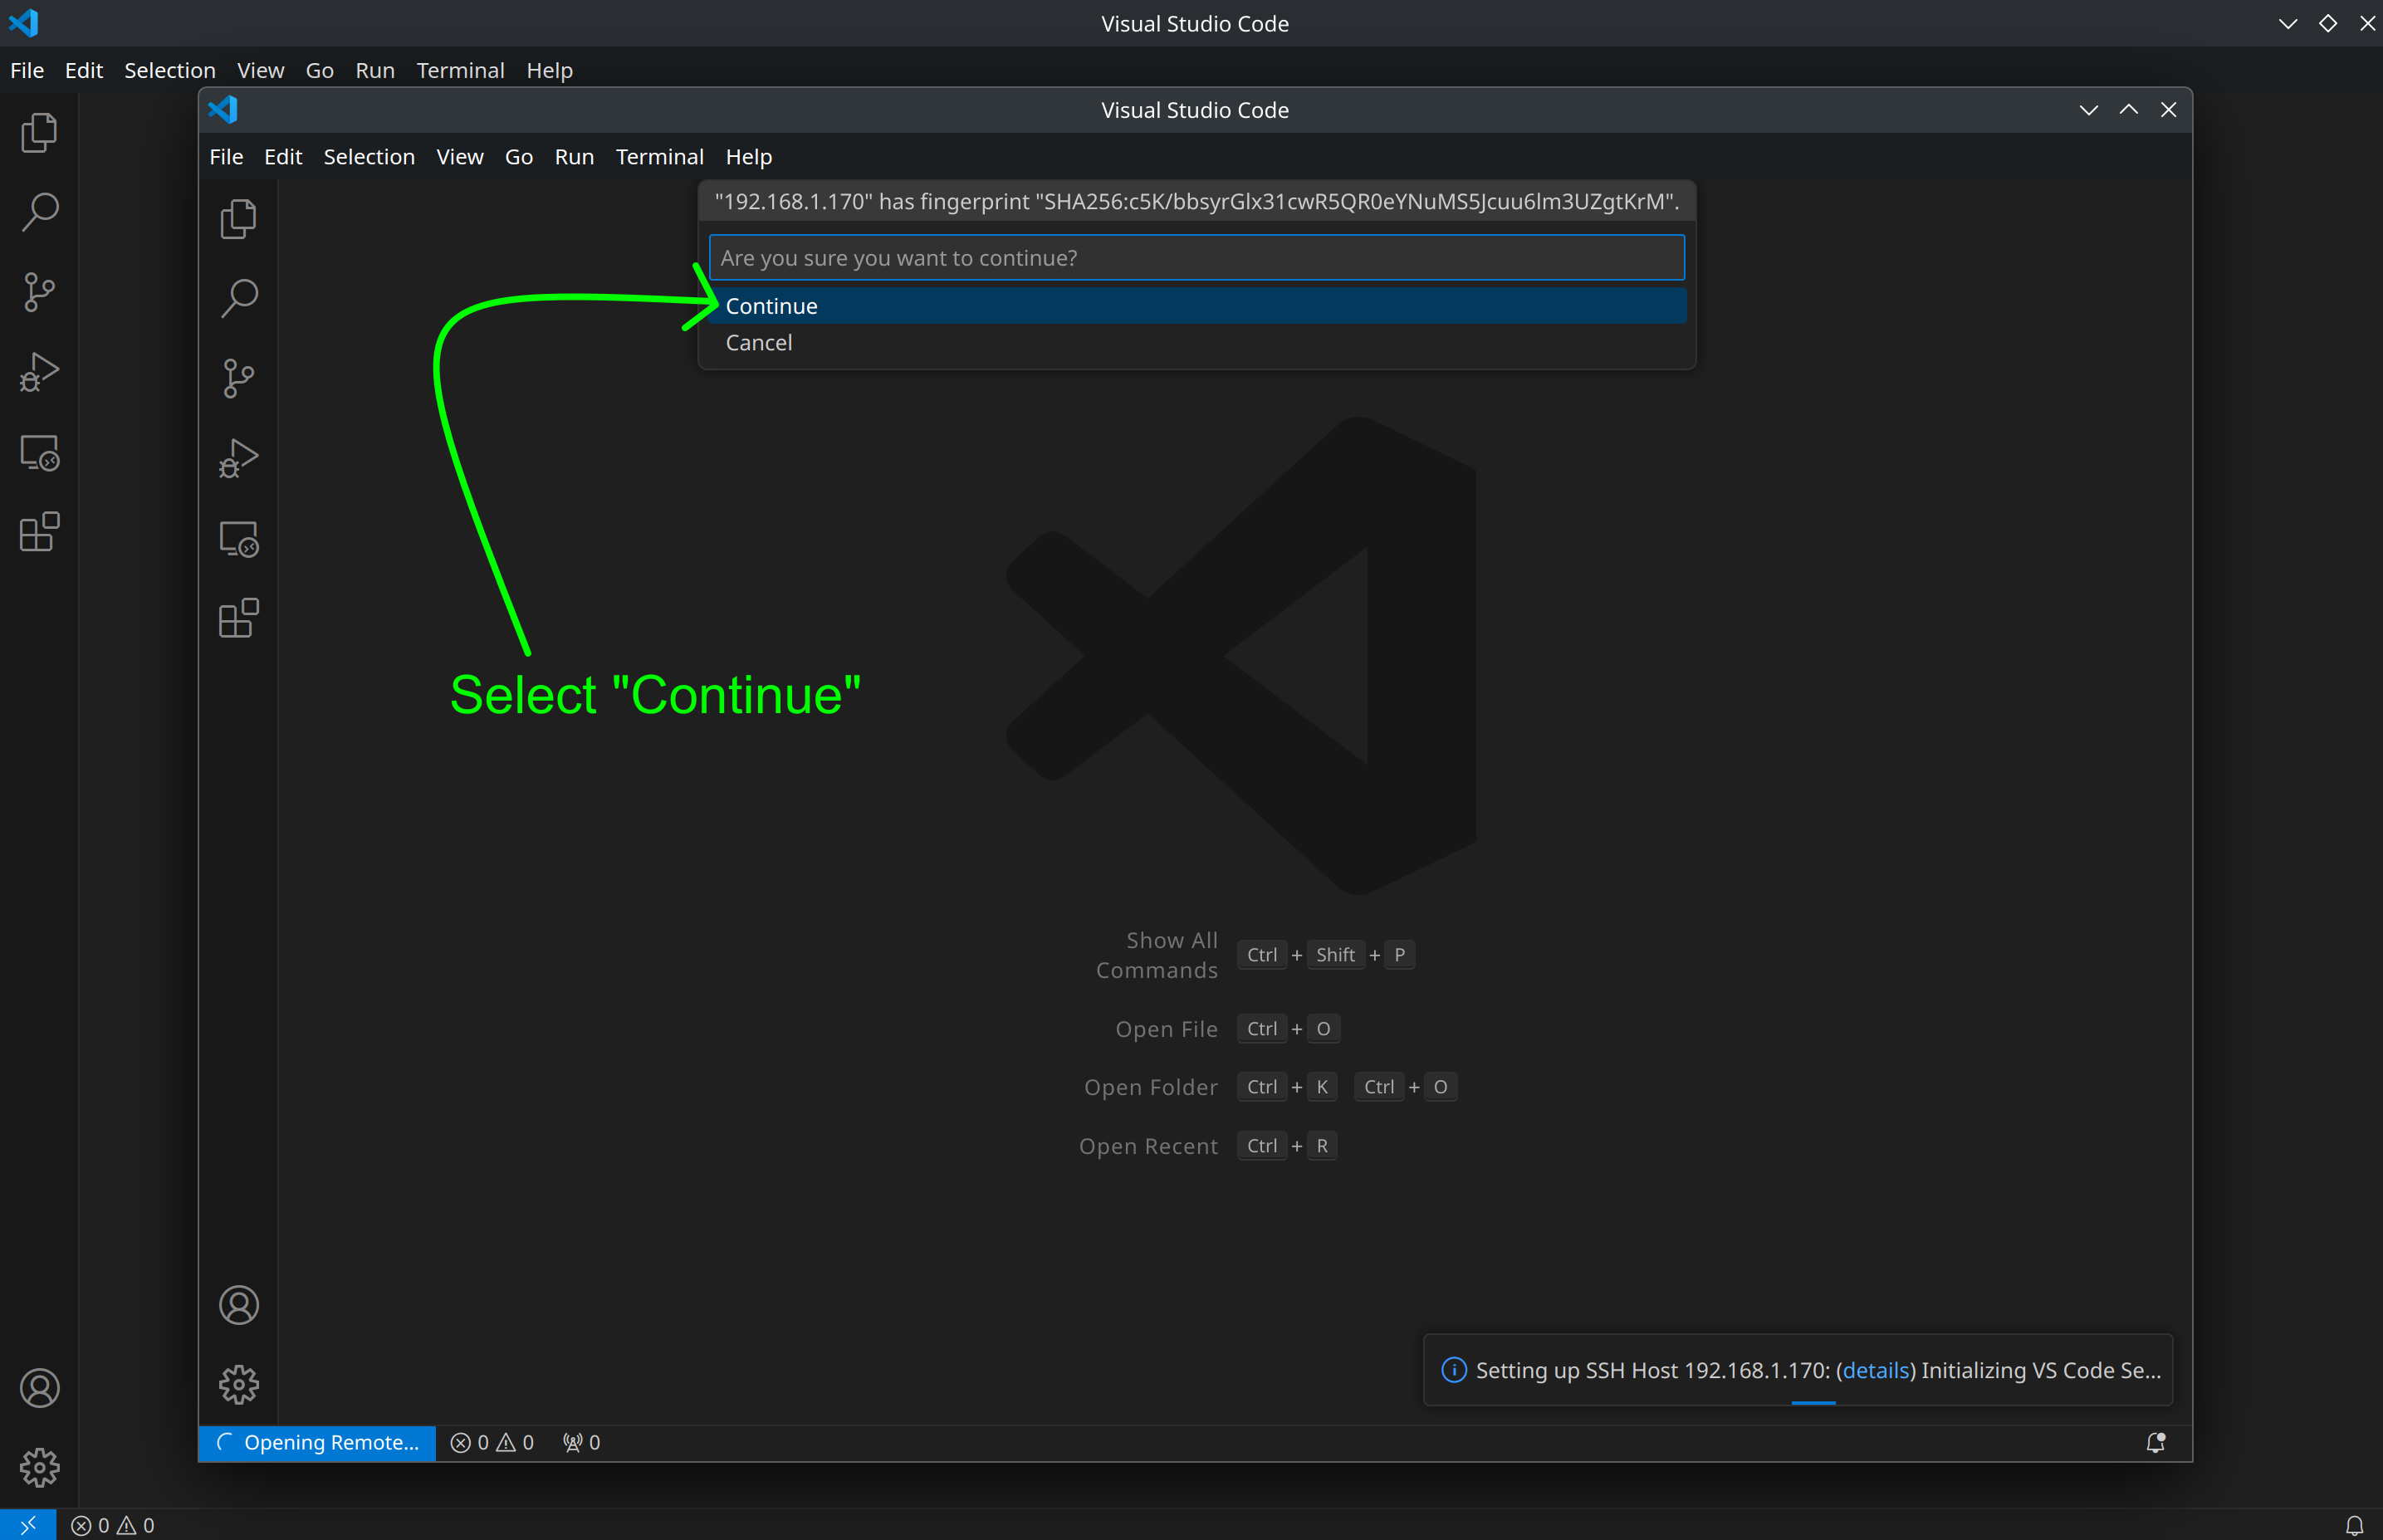 Visual Studio Code
File Edit Selection View Go Run Terminal Help
Visual Studio Code
File Edit Selection View Go Run Terminal Help
"192.168.1.170" has fingerprint "SHA256:c5K/bbsyrGlx31cwR5QR0eYNuMS5Jcuu6lm3UZgtKrM".
Are you sure you want to continue?
Continue
Cancel
Select "Continue"
Show All
Commands
Ctrl + Shift + P
Open File Ctrl + O
Open Folder Ctrl + K Ctrl + O
Open Recent Ctrl + R
Setting up SSH Host 192.168.1.170: (details) Initializing VS Code Se...
Opening Remote... 0 0 0
0 0